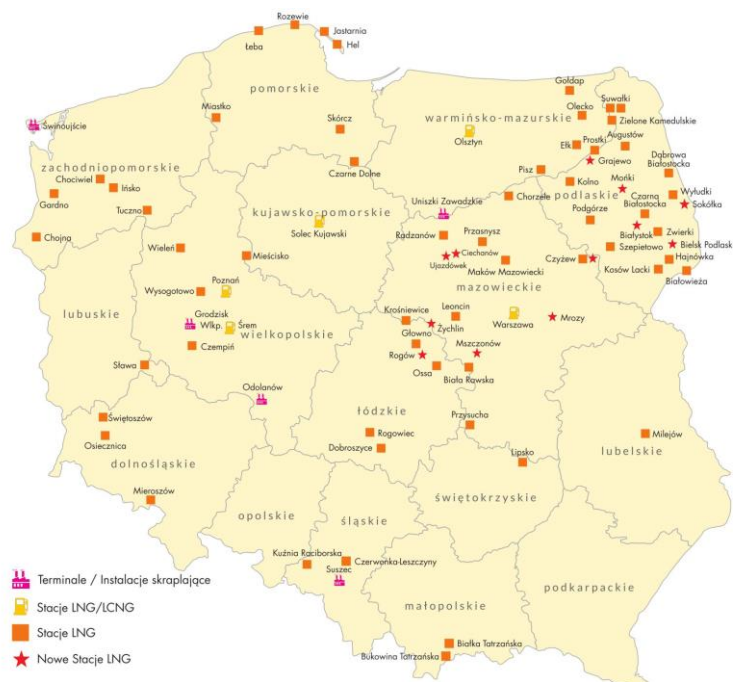 Rozewie
Jastarnia
Łeba
Hel
pomorskie
Gołdap
Suwałki
Miastko
Skórcz
Olecko
warmińsko-mazurskie
Zielone Kamedulskie
Świnoujście
Olsztyn
Augustów
Prostki
Ełk
Czarne Dolne
Grajewo
Dąbrowa
Białostocka
zachodniopomorskie
Pisz
Kolno
Mońki
Chociwel
Ińsko
podlaskie
Wyłudki
Gardno
Uniszki Zawadzkie
Chorzele
Czarna
Białostocka
Sokółka
Tuczno
kujawsko-pomorskie
Podgórze
Solec Kujawski
Radzanów
Przasnysz
Białystok
Zwierki
Chojna
Wieleń
Ciechanów
Szepietowo
Bielsk Podlask
Mieścisko
Ujazdówek
Maków Mazowiecki
Czyżew
Hajnówka
Poznań
Kosów Lacki
Białowieża
mazowieckie
Wysogotowo
lubuskie
Grodzisk
Wlkp.
Śrem
Krośniewice
Leoncin
Żychlin
Warszawa
Mrozy
wielkopolskie
Głowno
Mszczonów
Czempiń
Rogów
Sława
Ossa
Biała Rawska
Odolanów
łódzkie
Świętoszów
Przysucha
Osiecznica
Rogowiec
Milejów
Dobroszyce
lubelskie
dolnośląskie
Lipsko
Mieroszów
świętokrzyskie
opolskie
śląskie
Kuźnia Raciborska
Czerwonka-Leszczyny
Suszec
Terminale / Instalacje skraplające
podkarpackie
Stacje LNG/LCNG
małopolskie
Stacje LNG
Białka Tatrzańska
Nowe Stacje LNG
Bukowina Tatrzańska